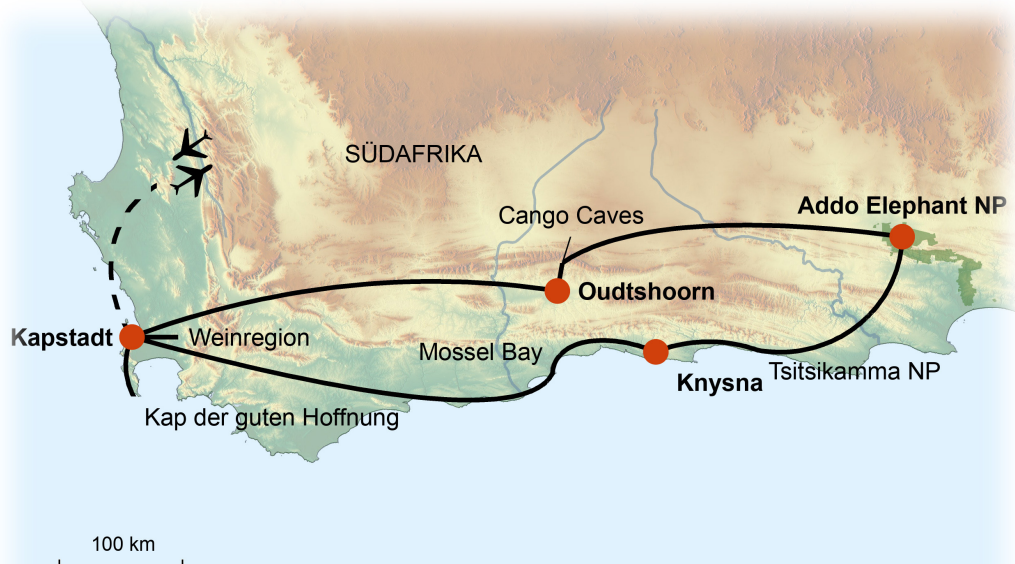 SÜDAFRIKA
Cango Caves
Addo Elephant NP
Oudtshoorn
Kapstadt
Weinregion
Mossel Bay
Tsitsikamma NP
Knysna
Kap der guten Hoffnung
100 km